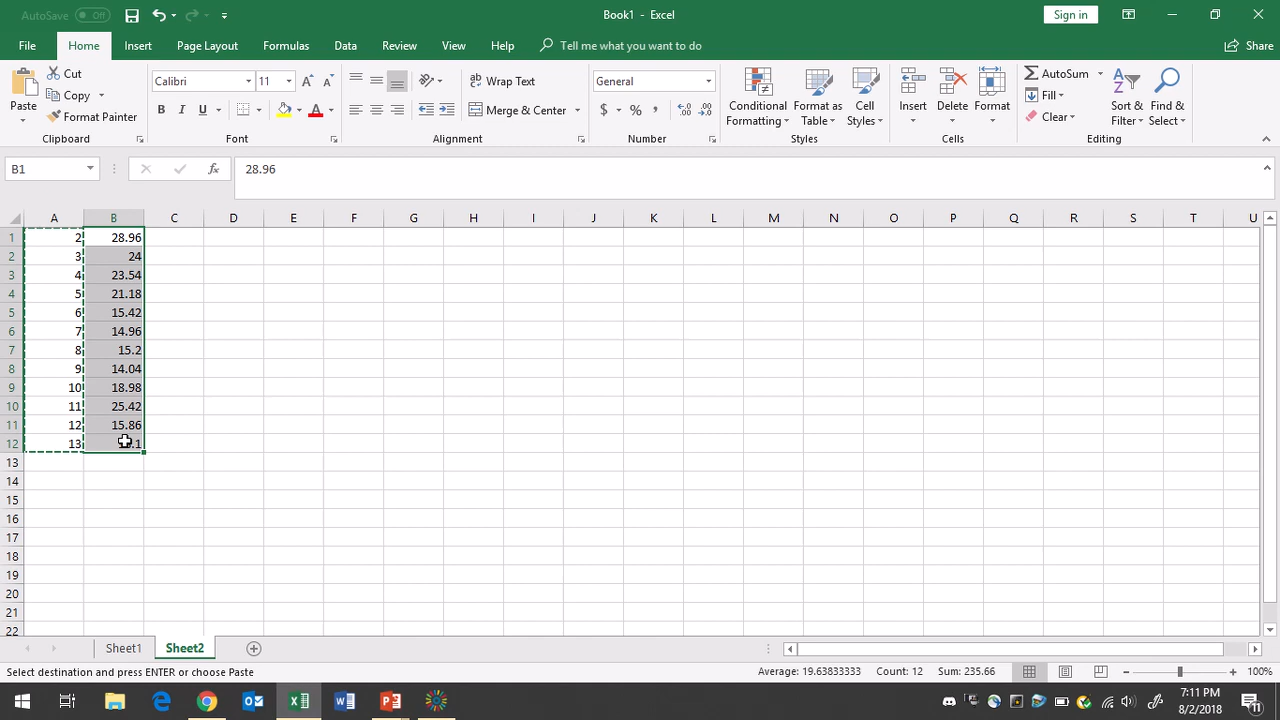 AutoSave Off Book1 - Excel Sign in
File Home Insert Page Layout Formulas Data Review View Help Tell me what you want to do Share
Paste Cut Copy Format Painter
Calibri 11 A A
Wrap Text
Merge & Center
General
$ % ,
B I U A
Conditional Formatting Format as Table Cell Styles Insert Delete Format
AutoSum Fill Clear Sort & Filter Find & Select
Clipboard Font Alignment Number Styles Cells Editing
B1 fx 28.96
A B C D E F G H I J K L M N O P Q R S T U
1 2 28.96
2 3 24
3 4 23.54
4 5 21.18
5 6 15.42
6 7 14.96
7 8 15.2
8 9 14.04
9 10 18.98
10 11 25.42
11 12 15.86
12 13 .1
13
14
15
16
17
18
19
20
21
22
Sheet1 Sheet2
Select destination and press ENTER or choose Paste Average: 19.63833333 Count: 12 Sum: 235.66 100%
7:11 PM
8/2/2018
11